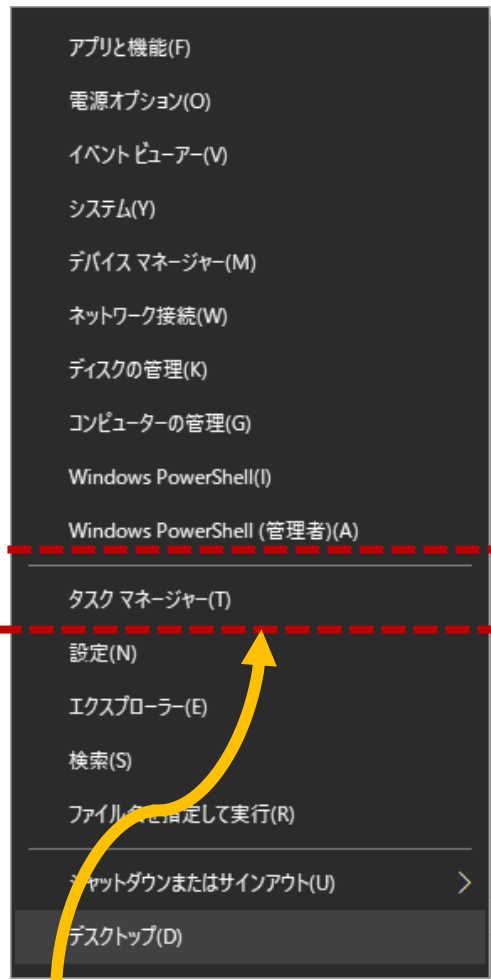 アプリと機能(F)
電源オプション(O)
イベント ビューアー(V)
システム(Y)
デバイス マネージャー(M)
ネットワーク接続(W)
ディスクの管理(K)
コンピューターの管理(G)
Windows PowerShell(I)
Windows PowerShell (管理者)(A)
タスク マネージャー(T)
設定(N)
エクスプローラー(E)
検索(S)
ファイル名を指定して実行(R)
シャットダウンまたはサインアウト(U)
デスクトップ(D)